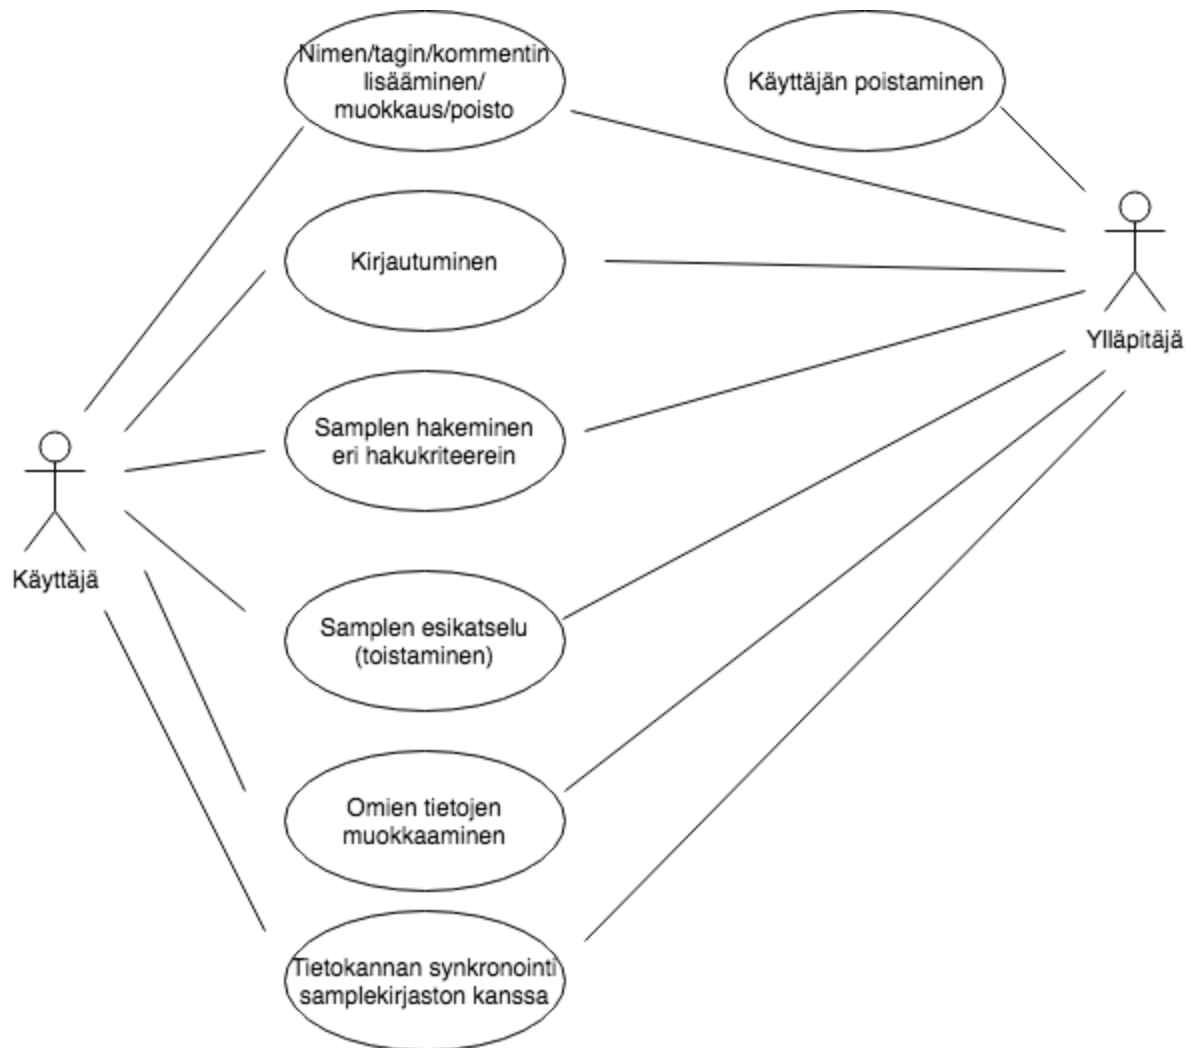 Nimen/tagin/kommentin
lisääminen/
muokkaus/poisto
Käyttäjän poistaminen
Kirjautuminen
Ylläpitäjä
Samplen hakeminen
eri hakukriteerein
Käyttäjä
Samplen esikatselu
(toistaminen)
Omien tietojen
muokkaaminen
Tietokannan synkronointi
samplekirjaston kanssa